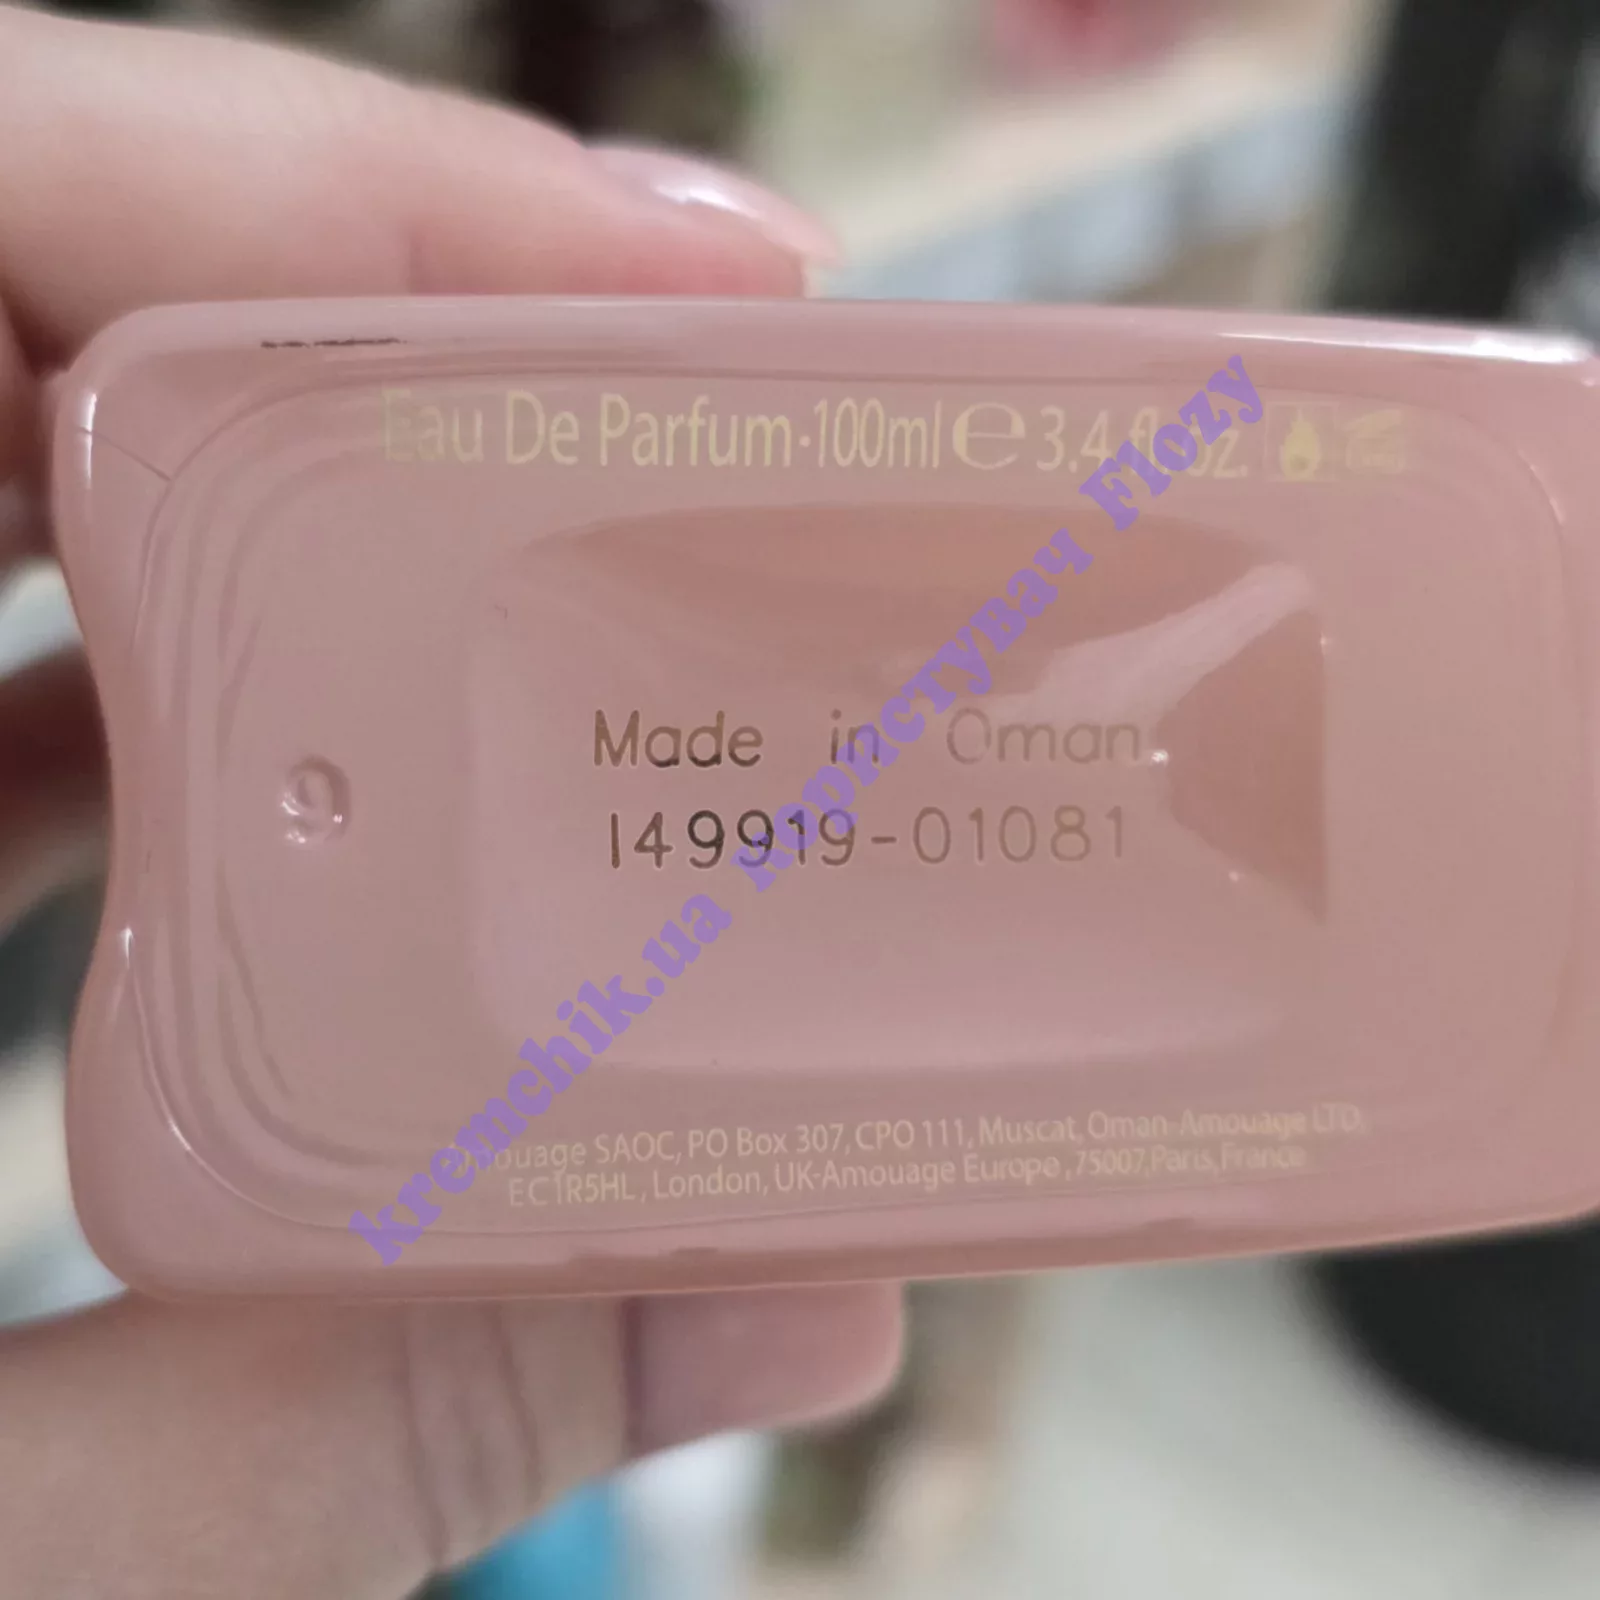 Eau De Parfum·100ml ℮ 3.4 fl. oz.
Made in Oman
149919-01081
9
Amouage SAOC, PO Box 307, CPO 111, Muscat, Oman-Amouage LTD,
EC1R5HL, London, UK-Amouage Europe, 75007, Paris, France
kremchik.ua користувач Flozy